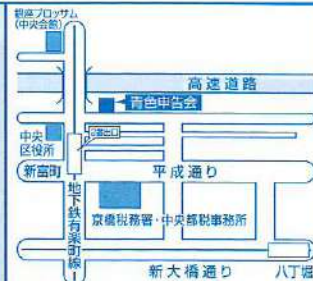 銀座ブロッサム
(中央会館)
高速道路
青色申告会
中央
区役所
2番出口
新富町
平成通り
地下鉄有楽町線
京橋税務署・中央都税事務所
新大橋通り
八丁堀